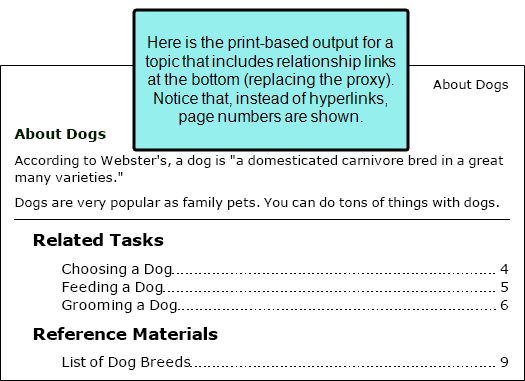 Here is the print-based output for a
topic that includes relationship links
at the bottom (replacing the proxy).
Notice that, instead of hyperlinks,
page numbers are shown.
About Dogs
About Dogs
According to Webster's, a dog is "a domesticated carnivore bred in a great
many varieties."
Dogs are very popular as family pets. You can do tons of things with dogs.
Related Tasks
Choosing a Dog........................................................................ 4
Feeding a Dog.......................................................................... 5
Grooming a Dog....................................................................... 6
Reference Materials
List of Dog Breeds.................................................................... 9